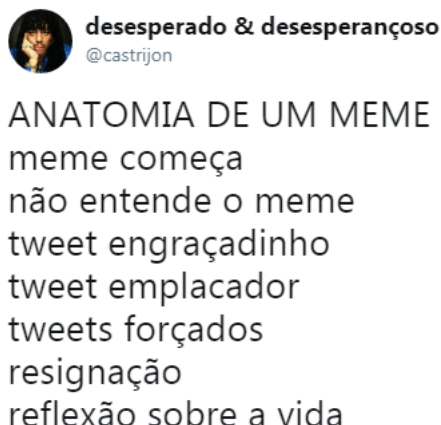 desesperado & desesperançoso
@castrijon
ANATOMIA DE UM MEME
meme começa
não entende o meme
tweet engraçadinho
tweet emplacador
tweets forçados
resignação
reflexão sobre a vida